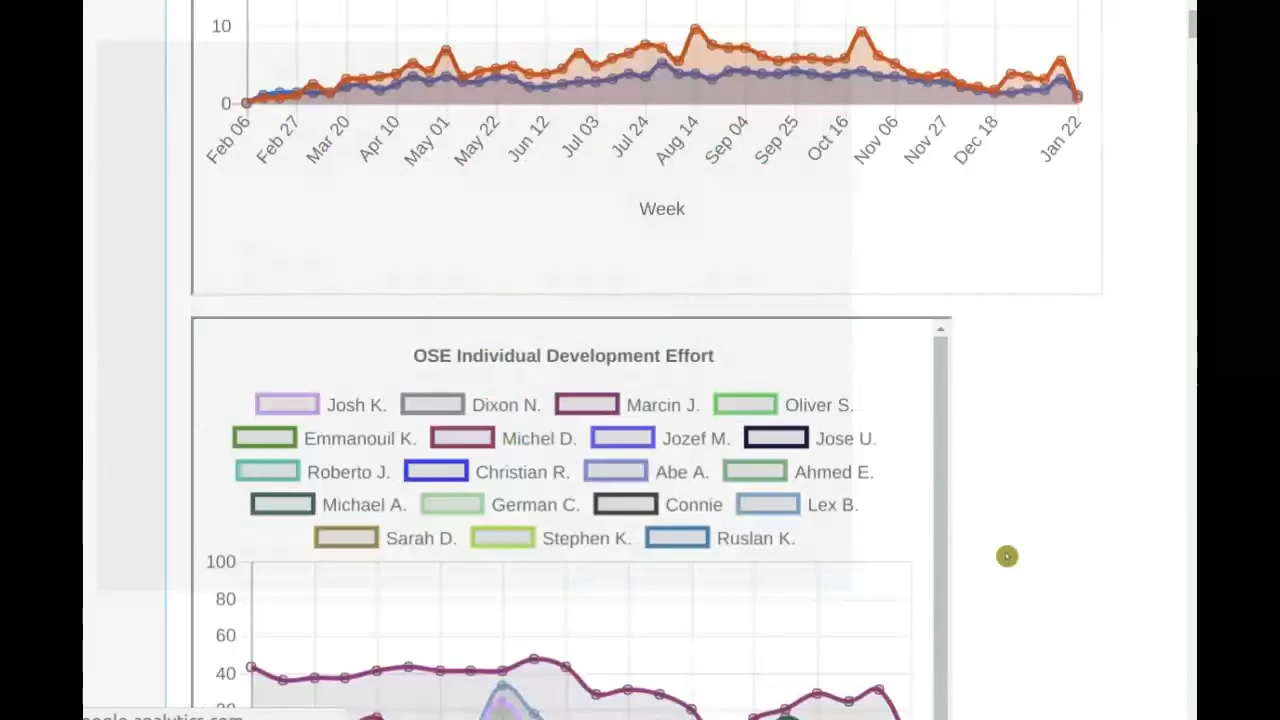 10
0
Feb 06 Feb 27 Mar 20 Apr 10 May 01 May 22 Jun 12 Jul 03 Jul 24 Aug 14 Sep 04 Sep 25 Oct 16 Nov 06 Nov 27 Dec 18 Jan 22
Week
OSE Individual Development Effort
Josh K. Dixon N. Marcin J. Oliver S.
Emmanouil K. Michel D. Jozef M. Jose U.
Roberto J. Christian R. Abe A. Ahmed E.
Michael A. German C. Connie Lex B.
Sarah D. Stephen K. Ruslan K.
100
80
60
40
20